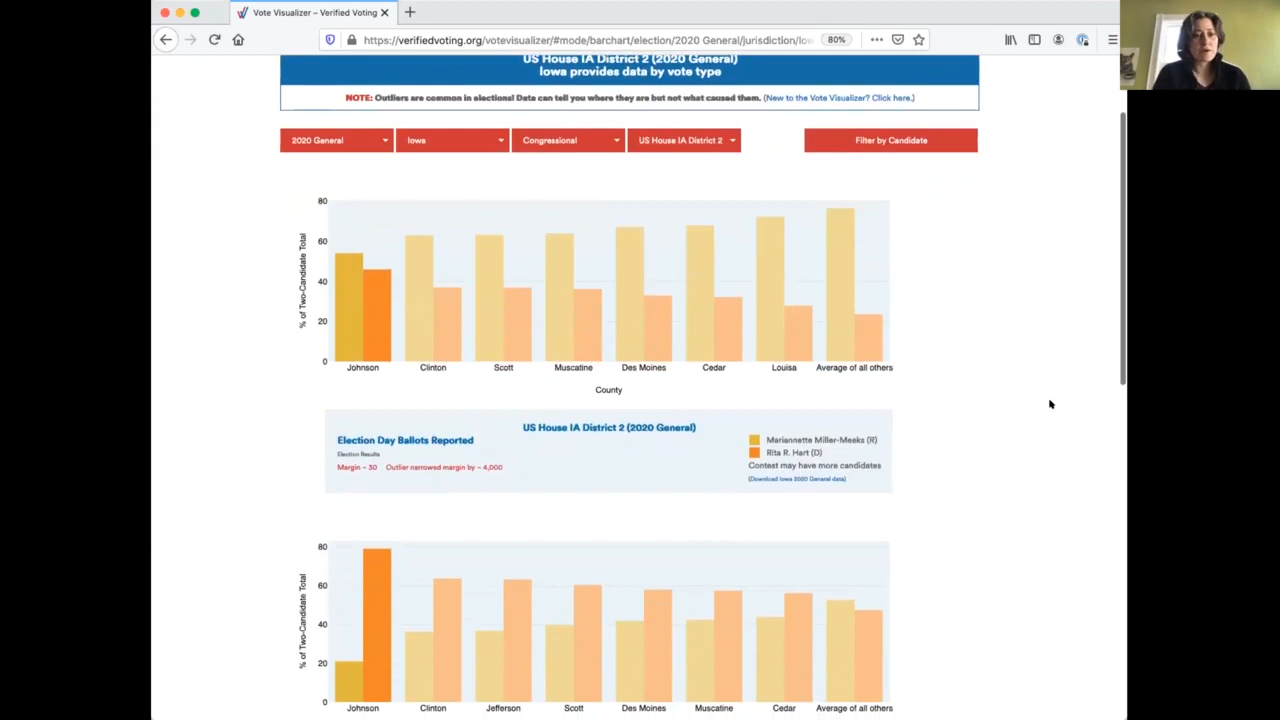 Vote Visualizer – Verified Voting
https://verifiedvoting.org/votevisualizer/#mode/barchart/election/2020 General/jurisdiction/Iow
80%
US House IA District 2 (2020 General)
Iowa provides data by vote type
NOTE: Outliers are common in elections! Data can tell you where they are but not what caused them. (New to the Vote Visualizer? Click here.)
2020 General Iowa Congressional US House IA District 2 Filter by Candidate
80
60
40
20
0
% of Two-Candidate Total
Johnson Clinton Scott Muscatine Des Moines Cedar Louisa Average of all others
County
US House IA District 2 (2020 General)
Election Day Ballots Reported
Election Results
Margin ~ 30 Outlier narrowed margin by ~ 4,000
Mariannette Miller-Meeks (R)
Rita R. Hart (D)
Contest may have more candidates
(Download Iowa 2020 General data)
80
60
40
20
0
% of Two-Candidate Total
Johnson Clinton Jefferson Scott Des Moines Muscatine Cedar Average of all others